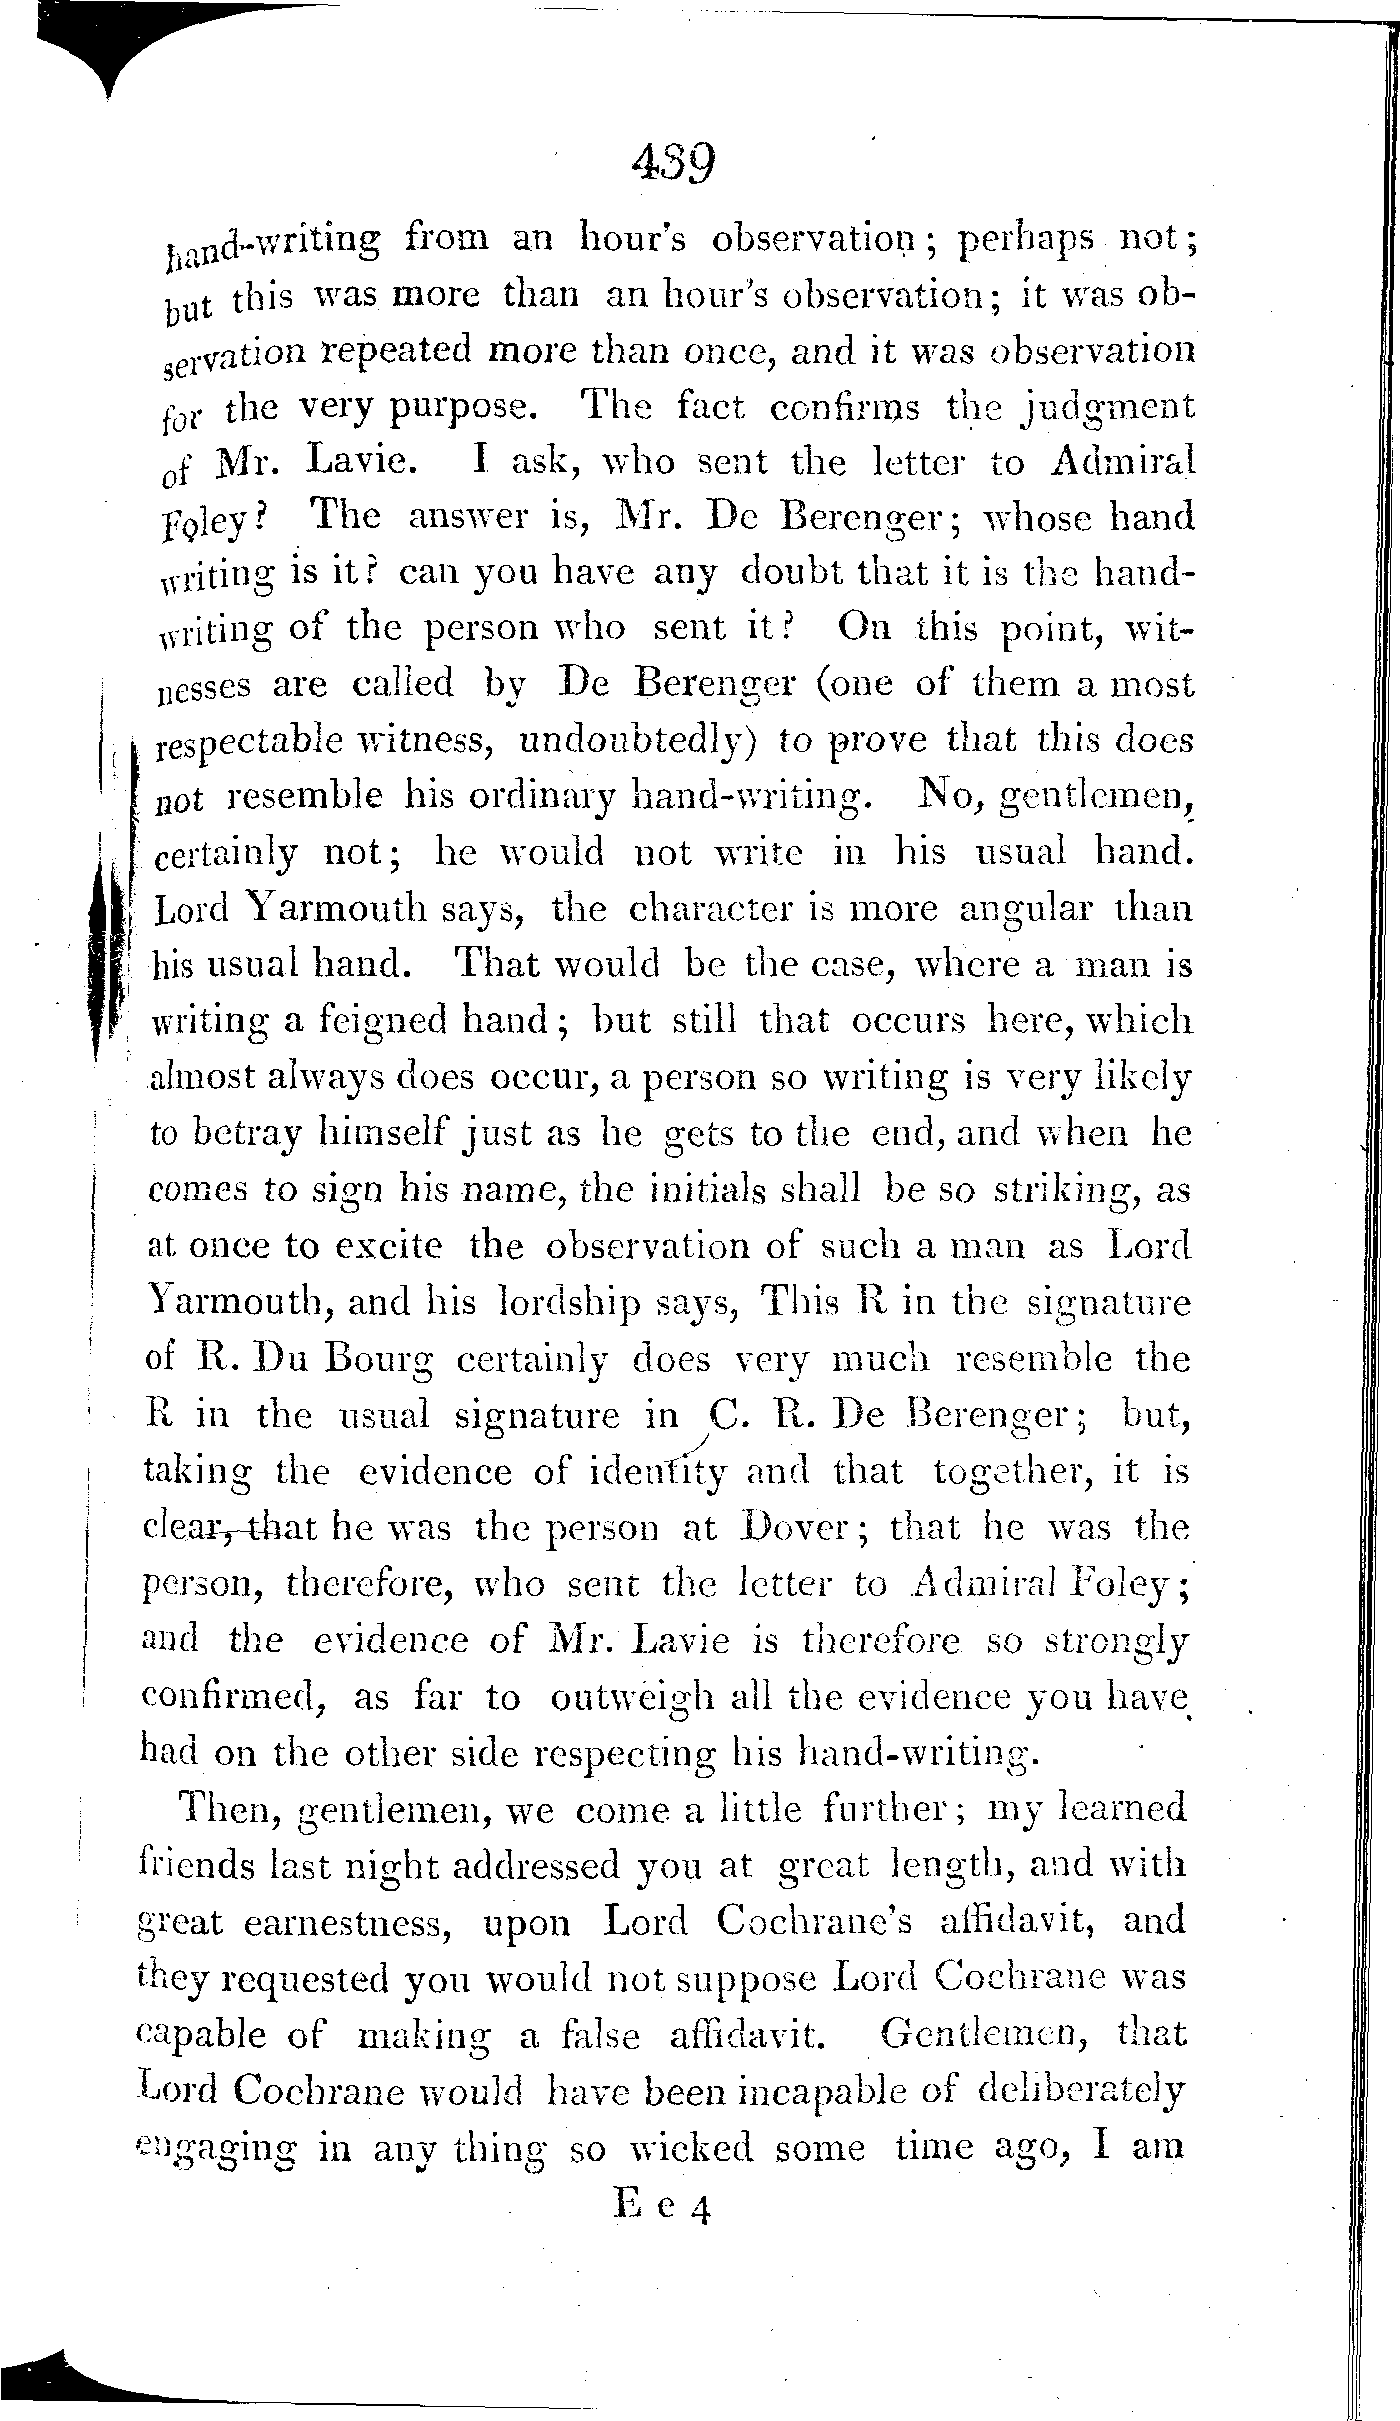 439
hand-writing from an hour's observation; perhaps not;
but this was more than an hour's observation; it was ob-
servation repeated more than once, and it was observation
for the very purpose. The fact confirms the judgment
of Mr. Lavie. I ask, who sent the letter to Admiral
Foley? The answer is, Mr. De Berenger; whose hand
writing is it? can you have any doubt that it is the hand-
writing of the person who sent it? On this point, wit-
nesses are called by De Berenger (one of them a most
respectable witness, undoubtedly) to prove that this does
not resemble his ordinary hand-writing. No, gentlemen,
certainly not; he would not write in his usual hand.
Lord Yarmouth says, the character is more angular than
his usual hand. That would be the case, where a man is
writing a feigned hand; but still that occurs here, which
almost always does occur, a person so writing is very likely
to betray himself just as he gets to the end, and when he
comes to sign his name, the initials shall be so striking, as
at once to excite the observation of such a man as Lord
Yarmouth, and his lordship says, This R in the signature
of R. Du Bourg certainly does very much resemble the
R in the usual signature in C. R. De Berenger; but,
taking the evidence of identity and that together, it is
clear, that he was the person at Dover; that he was the
person, therefore, who sent the letter to Admiral Foley;
and the evidence of Mr. Lavie is therefore so strongly
confirmed, as far to outweigh all the evidence you have
had on the other side respecting his hand-writing.
Then, gentlemen, we come a little further; my learned
friends last night addressed you at great length, and with
great earnestness, upon Lord Cochrane's affidavit, and
they requested you would not suppose Lord Cochrane was
capable of making a false affidavit. Gentlemen, that
Lord Cochrane would have been incapable of deliberately
engaging in any thing so wicked some time ago, I am
E e 4